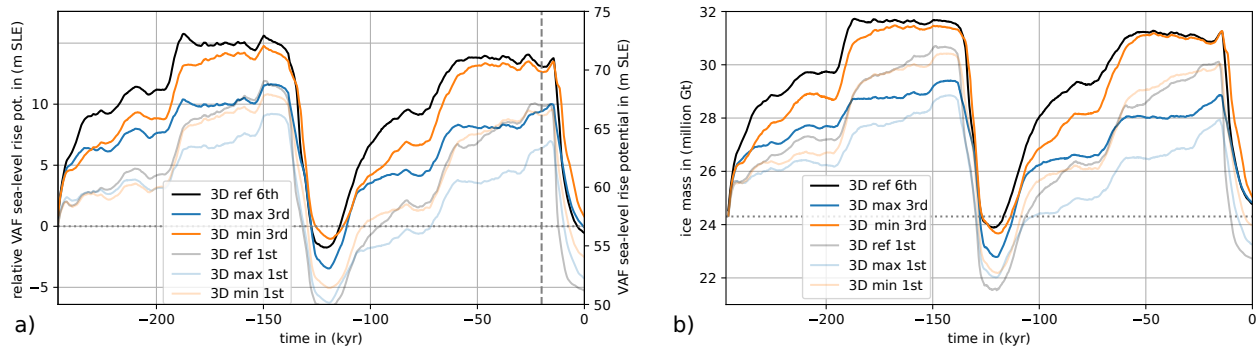 relative VAF sea-level rise pot. in (m SLE)
10
5
0
−5
75
70
65
60
55
50
VAF sea-level rise potential in (m SLE)
3D ref 6th
3D max 3rd
3D  min 3rd
3D ref 1st
3D max 1st
3D min 1st
−200
−150
−100
−50
0
time in (kyr)
a)
ice mass in (million Gt)
32
30
28
26
24
22
3D ref 6th
3D max 3rd
3D  min 3rd
3D ref 1st
3D max 1st
3D min 1st
−200
−150
−100
−50
0
time in (kyr)
b)